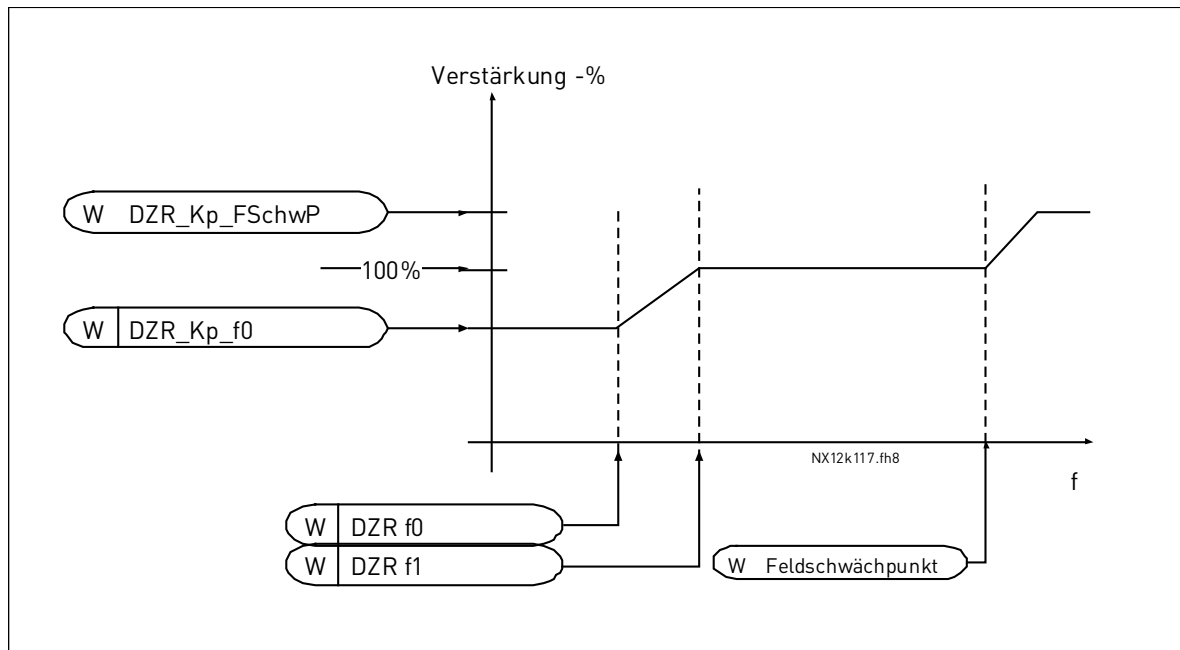 Verstärkung -%
W DZR_Kp_FSchwP
100%
W DZR_Kp_f0
NX12k117.fh8
f
W DZR f0
W DZR f1
W Feldschwächpunkt